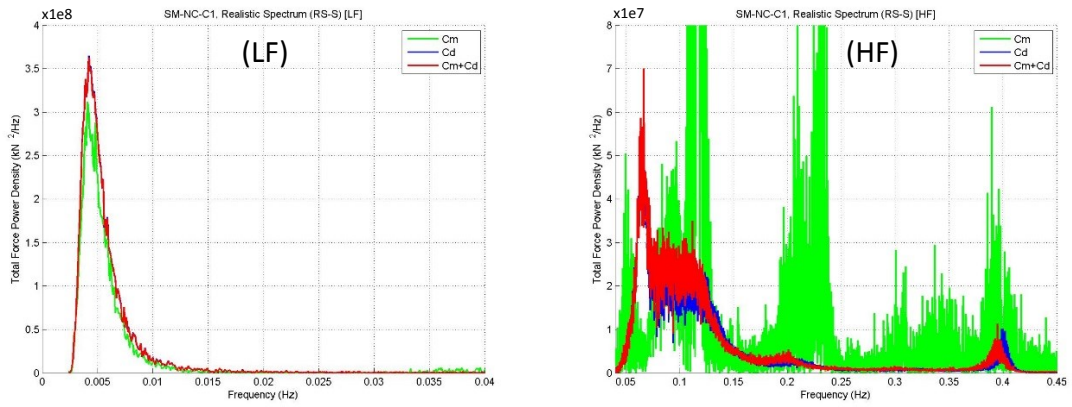 x1e8
SM-NC-C1, Realistic Spectrum (RS-S) [LF]
4
3.5
3
2.5
2
1.5
1
0.5
0
Total Force Power Density (kN ^2/Hz)
(LF)
Cm
Cd
Cm+Cd
0 0.005 0.01 0.015 0.02 0.025 0.03 0.035 0.04
Frequency (Hz)
x1e7
SM-NC-C1, Realistic Spectrum (RS-S) [HF]
8
7
6
5
4
3
2
1
0
Total Force Power Density (kN ^2/Hz)
(HF)
Cm
Cd
Cm+Cd
0.05 0.1 0.15 0.2 0.25 0.3 0.35 0.4 0.45
Frequency (Hz)